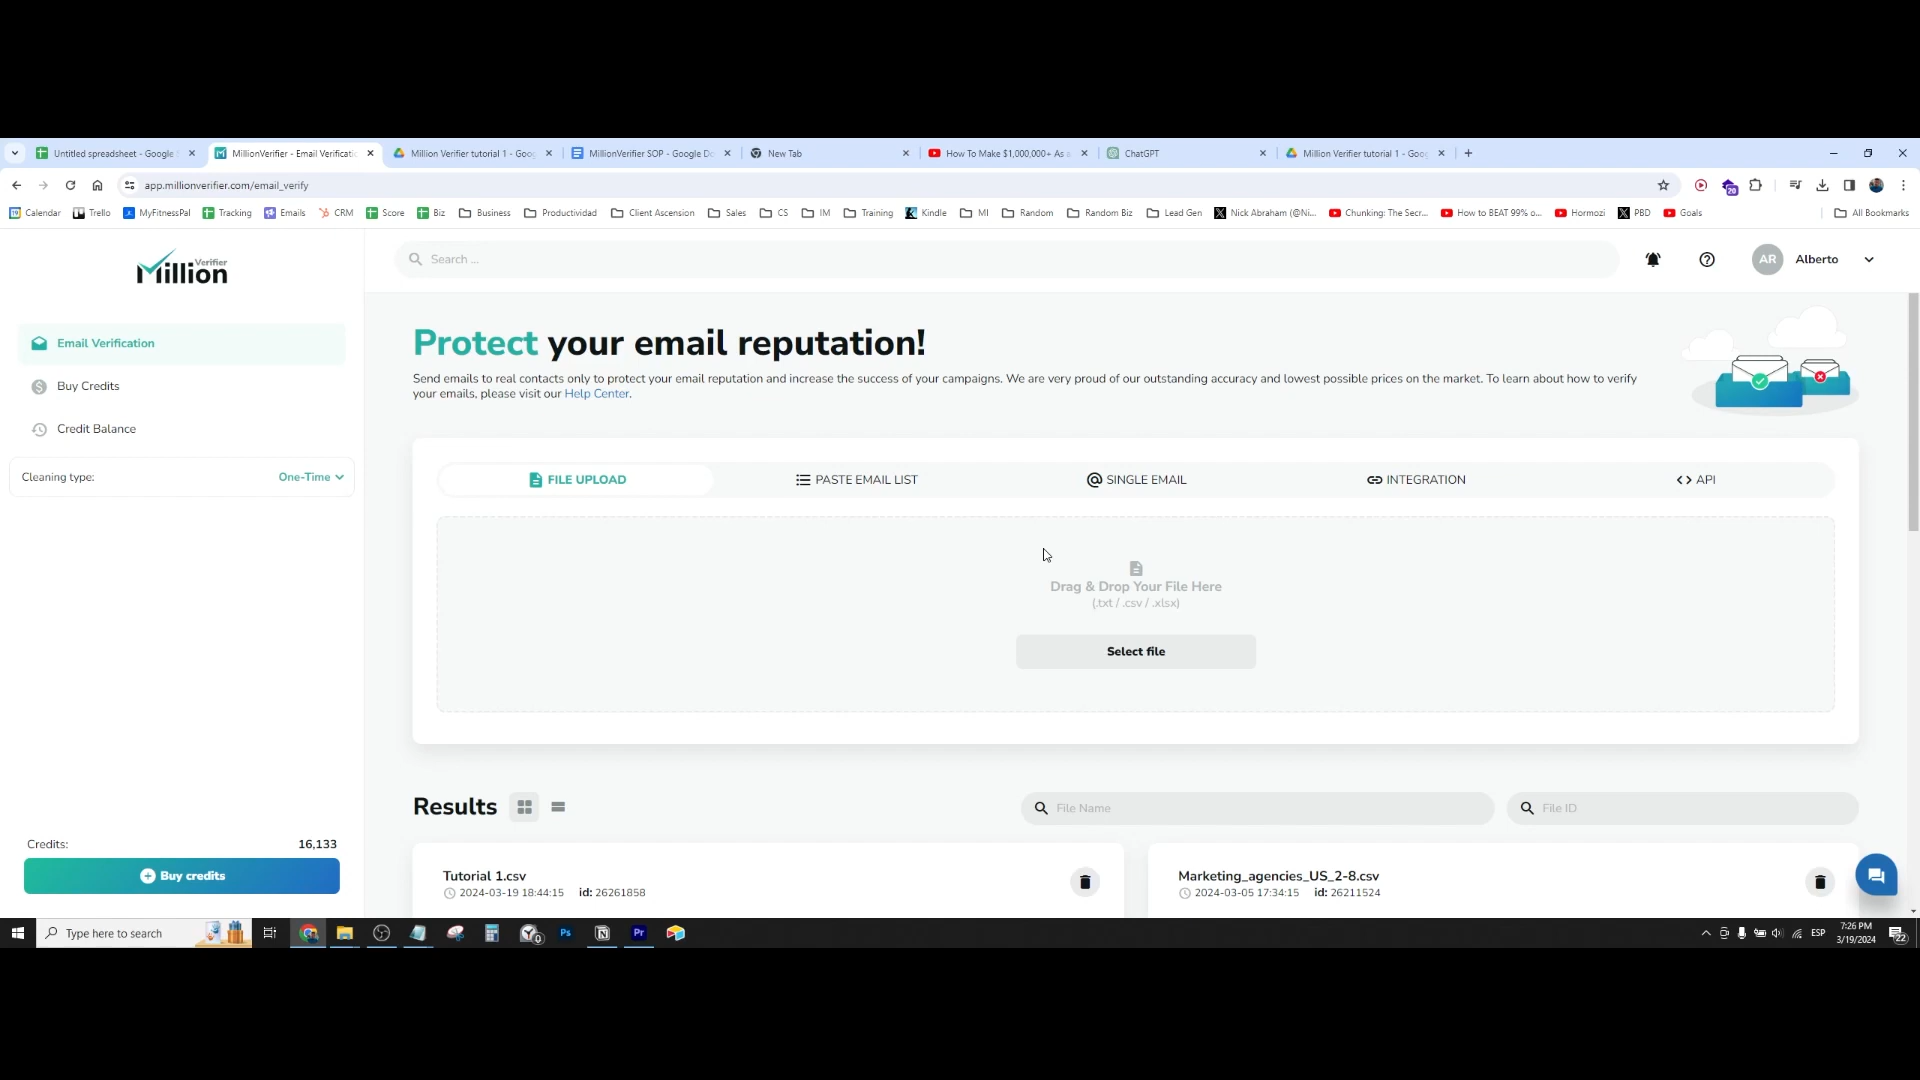 Untitled spreadsheet - Google S
MillionVerifier - Email Verificatio
Million Verifier tutorial 1 - Goog
MillionVerifier SOP - Google Do
New Tab
How To Make $1,000,000+ As a
ChatGPT
Million Verifier tutorial 1 - Goog
app.millionverifier.com/email_verify
20
Calendar
Trello
MyFitnessPal
Tracking
Emails
CRM
Score
Biz
Business
Productividad
Client Ascension
Sales
CS
IM
Training
Kindle
MI
Random
Random Biz
Lead Gen
Nick Abraham (@Ni...
Chunking: The Secr...
How to BEAT 99% o...
Hormozi
PBD
Goals
All Bookmarks
Million Verifier
Search ...
AR Alberto
Email Verification
Buy Credits
Credit Balance
Cleaning type: One-Time
Protect your email reputation!
Send emails to real contacts only to protect your email reputation and increase the success of your campaigns. We are very proud of our outstanding accuracy and lowest possible prices on the market. To learn about how to verify
your emails, please visit our Help Center.
FILE UPLOAD
PASTE EMAIL LIST
SINGLE EMAIL
INTEGRATION
API
Drag & Drop Your File Here
(.txt / .csv / .xlsx)
Select file
Results
File Name
File ID
Credits: 16,133
Buy credits
Tutorial 1.csv
2024-03-19 18:44:15 id: 26261858
Marketing_agencies_US_2-8.csv
2024-03-05 17:34:15 id: 26211524
Type here to search
0
Ps
Pr
ESP
7:26 PM
3/19/2024
22